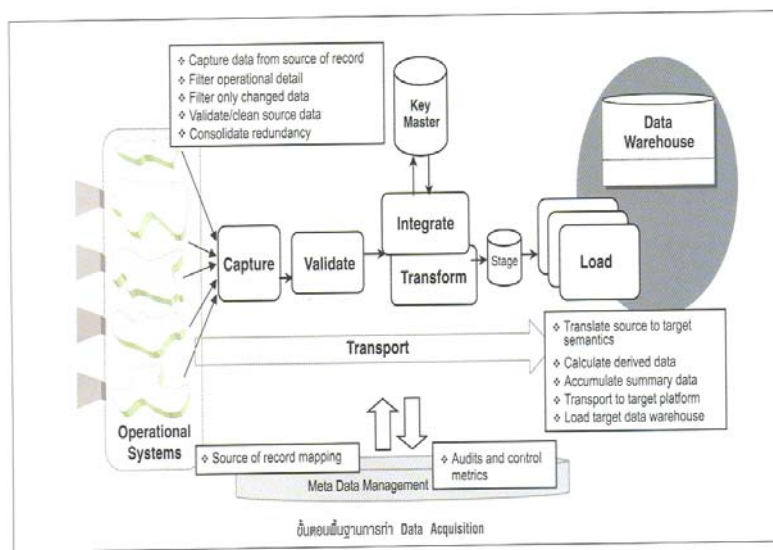 ❖ Capture data from source of record
❖ Filter operational detail
❖ Filter only changed data
❖ Validate/clean source data
❖ Consolidate redundancy
Key
Master
Data
Warehouse
Integrate
Capture
Validate
Transform
Stage
Load
Transport
❖ Translate source to target
semantics
❖ Calculate derived data
❖ Accumulate summary data
❖ Transport to target platform
❖ Load target data warehouse
Operational
Systems
❖ Source of record mapping
❖ Audits and control
metrics
Meta Data Management
ขั้นตอนพื้นฐานการทำ Data Acquisition